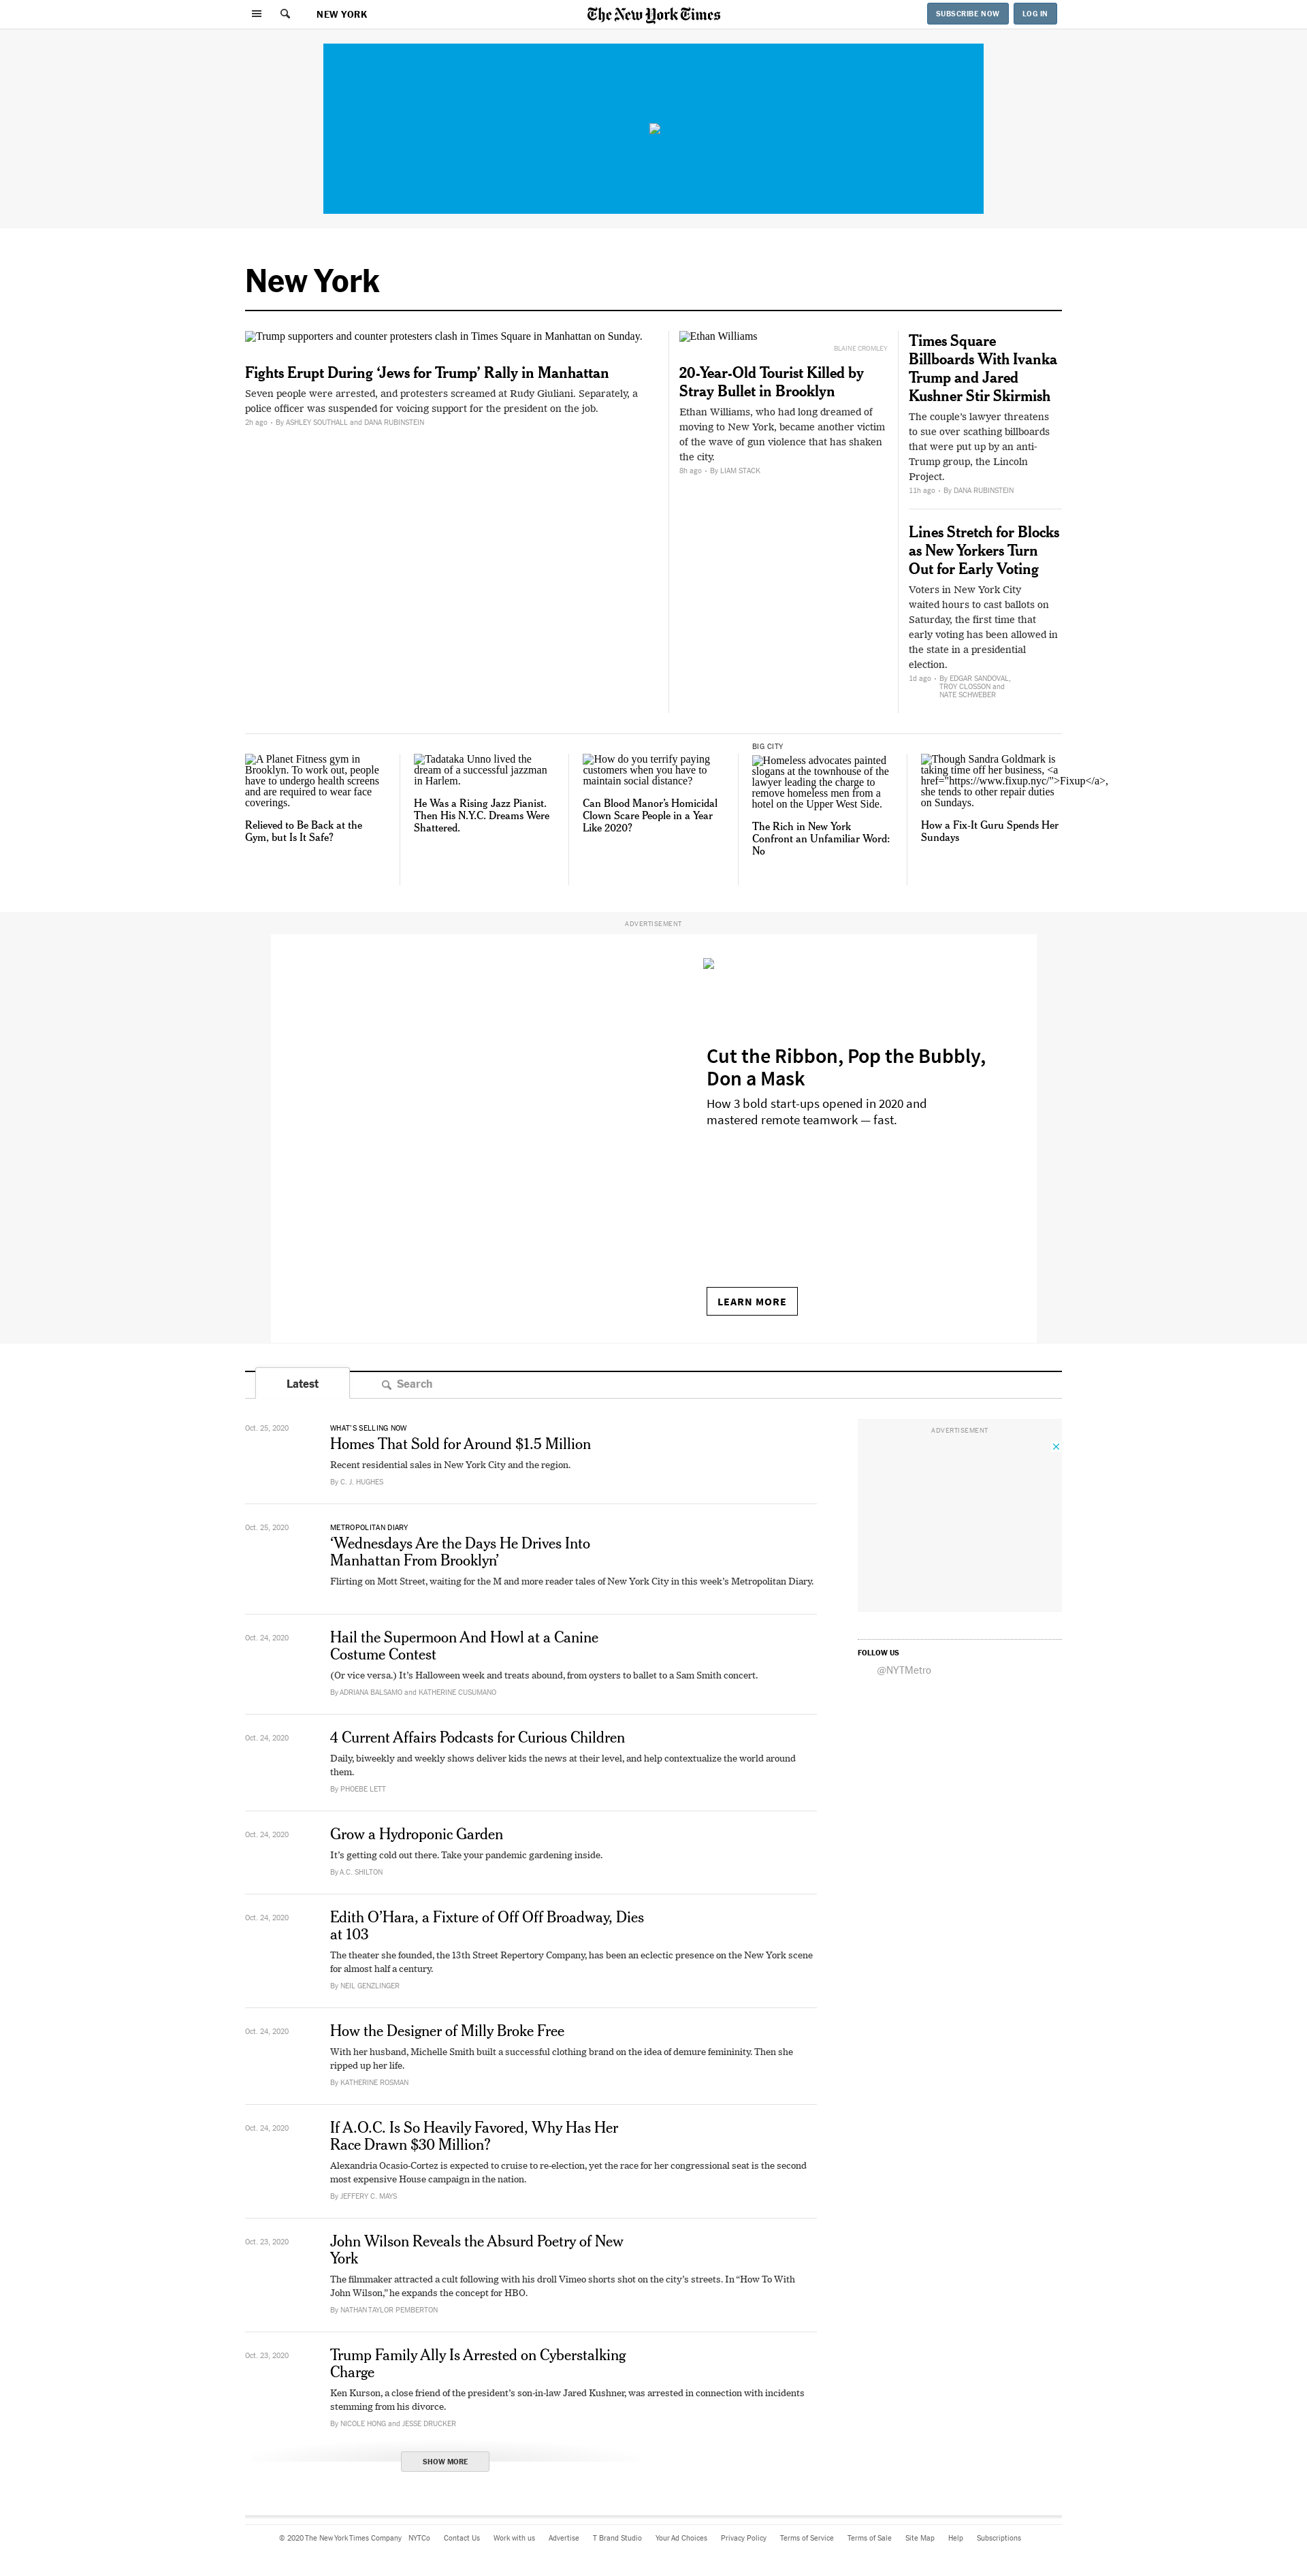 NEW YORK
The New York Times
SUBSCRIBE NOW
LOG IN
New York
Trump supporters and counter protesters clash in Times Square in Manhattan on Sunday.
Fights Erupt During ‘Jews for Trump’ Rally in Manhattan
Seven people were arrested, and protesters screamed at Rudy Giuliani. Separately, a
police officer was suspended for voicing support for the president on the job.
2h ago • By ASHLEY SOUTHALL and DANA RUBINSTEIN
Ethan Williams
BLAINE CROMLEY
20-Year-Old Tourist Killed by
Stray Bullet in Brooklyn
Ethan Williams, who had long dreamed of
moving to New York, became another victim
of the wave of gun violence that has shaken
the city.
8h ago • By LIAM STACK
Times Square
Billboards With Ivanka
Trump and Jared
Kushner Stir Skirmish
The couple’s lawyer threatens
to sue over scathing billboards
that were put up by an anti-
Trump group, the Lincoln
Project.
11h ago • By DANA RUBINSTEIN
Lines Stretch for Blocks
as New Yorkers Turn
Out for Early Voting
Voters in New York City
waited hours to cast ballots on
Saturday, the first time that
early voting has been allowed in
the state in a presidential
election.
1d ago • By EDGAR SANDOVAL,
TROY CLOSSON and
NATE SCHWEBER
A Planet Fitness gym in
Brooklyn. To work out, people
have to undergo health screens
and are required to wear face
coverings.
Relieved to Be Back at the
Gym, but Is It Safe?
Tadataka Unno lived the
dream of a successful jazzman
in Harlem.
He Was a Rising Jazz Pianist.
Then His N.Y.C. Dreams Were
Shattered.
How do you terrify paying
customers when you have to
maintain social distance?
Can Blood Manor’s Homicidal
Clown Scare People in a Year
Like 2020?
BIG CITY
Homeless advocates painted
slogans at the townhouse of the
lawyer leading the charge to
remove homeless men from a
hotel on the Upper West Side.
The Rich in New York
Confront an Unfamiliar Word:
No
Though Sandra Goldmark is
taking time off her business, <a
href="https://www.fixup.nyc/">Fixup</a>,
she tends to other repair duties
on Sundays.
How a Fix-It Guru Spends Her
Sundays
ADVERTISEMENT
Cut the Ribbon, Pop the Bubbly,
Don a Mask
How 3 bold start-ups opened in 2020 and
mastered remote teamwork — fast.
LEARN MORE
Latest
Search
Oct. 25, 2020
WHAT’S SELLING NOW
Homes That Sold for Around $1.5 Million
Recent residential sales in New York City and the region.
By C. J. HUGHES
ADVERTISEMENT
Oct. 25, 2020
METROPOLITAN DIARY
‘Wednesdays Are the Days He Drives Into
Manhattan From Brooklyn’
Flirting on Mott Street, waiting for the M and more reader tales of New York City in this week’s Metropolitan Diary.
Oct. 24, 2020
Hail the Supermoon And Howl at a Canine
Costume Contest
(Or vice versa.) It’s Halloween week and treats abound, from oysters to ballet to a Sam Smith concert.
By ADRIANA BALSAMO and KATHERINE CUSUMANO
FOLLOW US
@NYTMetro
Oct. 24, 2020
4 Current Affairs Podcasts for Curious Children
Daily, biweekly and weekly shows deliver kids the news at their level, and help contextualize the world around
them.
By PHOEBE LETT
Oct. 24, 2020
Grow a Hydroponic Garden
It’s getting cold out there. Take your pandemic gardening inside.
By A.C. SHILTON
Oct. 24, 2020
Edith O’Hara, a Fixture of Off Off Broadway, Dies
at 103
The theater she founded, the 13th Street Repertory Company, has been an eclectic presence on the New York scene
for almost half a century.
By NEIL GENZLINGER
Oct. 24, 2020
How the Designer of Milly Broke Free
With her husband, Michelle Smith built a successful clothing brand on the idea of demure femininity. Then she
ripped up her life.
By KATHERINE ROSMAN
Oct. 24, 2020
If A.O.C. Is So Heavily Favored, Why Has Her
Race Drawn $30 Million?
Alexandria Ocasio-Cortez is expected to cruise to re-election, yet the race for her congressional seat is the second
most expensive House campaign in the nation.
By JEFFERY C. MAYS
Oct. 23, 2020
John Wilson Reveals the Absurd Poetry of New
York
The filmmaker attracted a cult following with his droll Vimeo shorts shot on the city’s streets. In “How To With
John Wilson,” he expands the concept for HBO.
By NATHAN TAYLOR PEMBERTON
Oct. 23, 2020
Trump Family Ally Is Arrested on Cyberstalking
Charge
Ken Kurson, a close friend of the president’s son-in-law Jared Kushner, was arrested in connection with incidents
stemming from his divorce.
By NICOLE HONG and JESSE DRUCKER
SHOW MORE
© 2020 The New York Times Company NYTCo Contact Us Work with us Advertise T Brand Studio Your Ad Choices Privacy Policy Terms of Service Terms of Sale Site Map Help Subscriptions